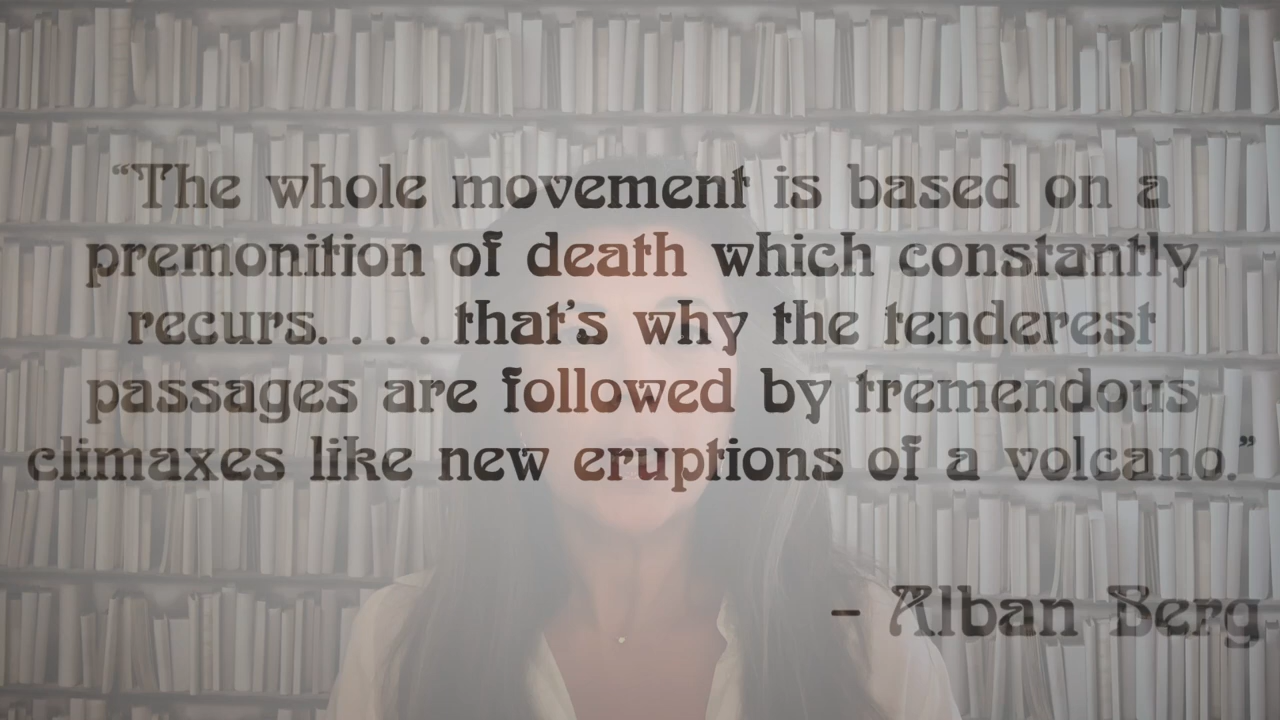 “The whole movement is based on a
premonition of death which constantly
recurs. . . . that’s why the tenderest
passages are followed by tremendous
climaxes like new eruptions of a volcano.”
– Alban Berg